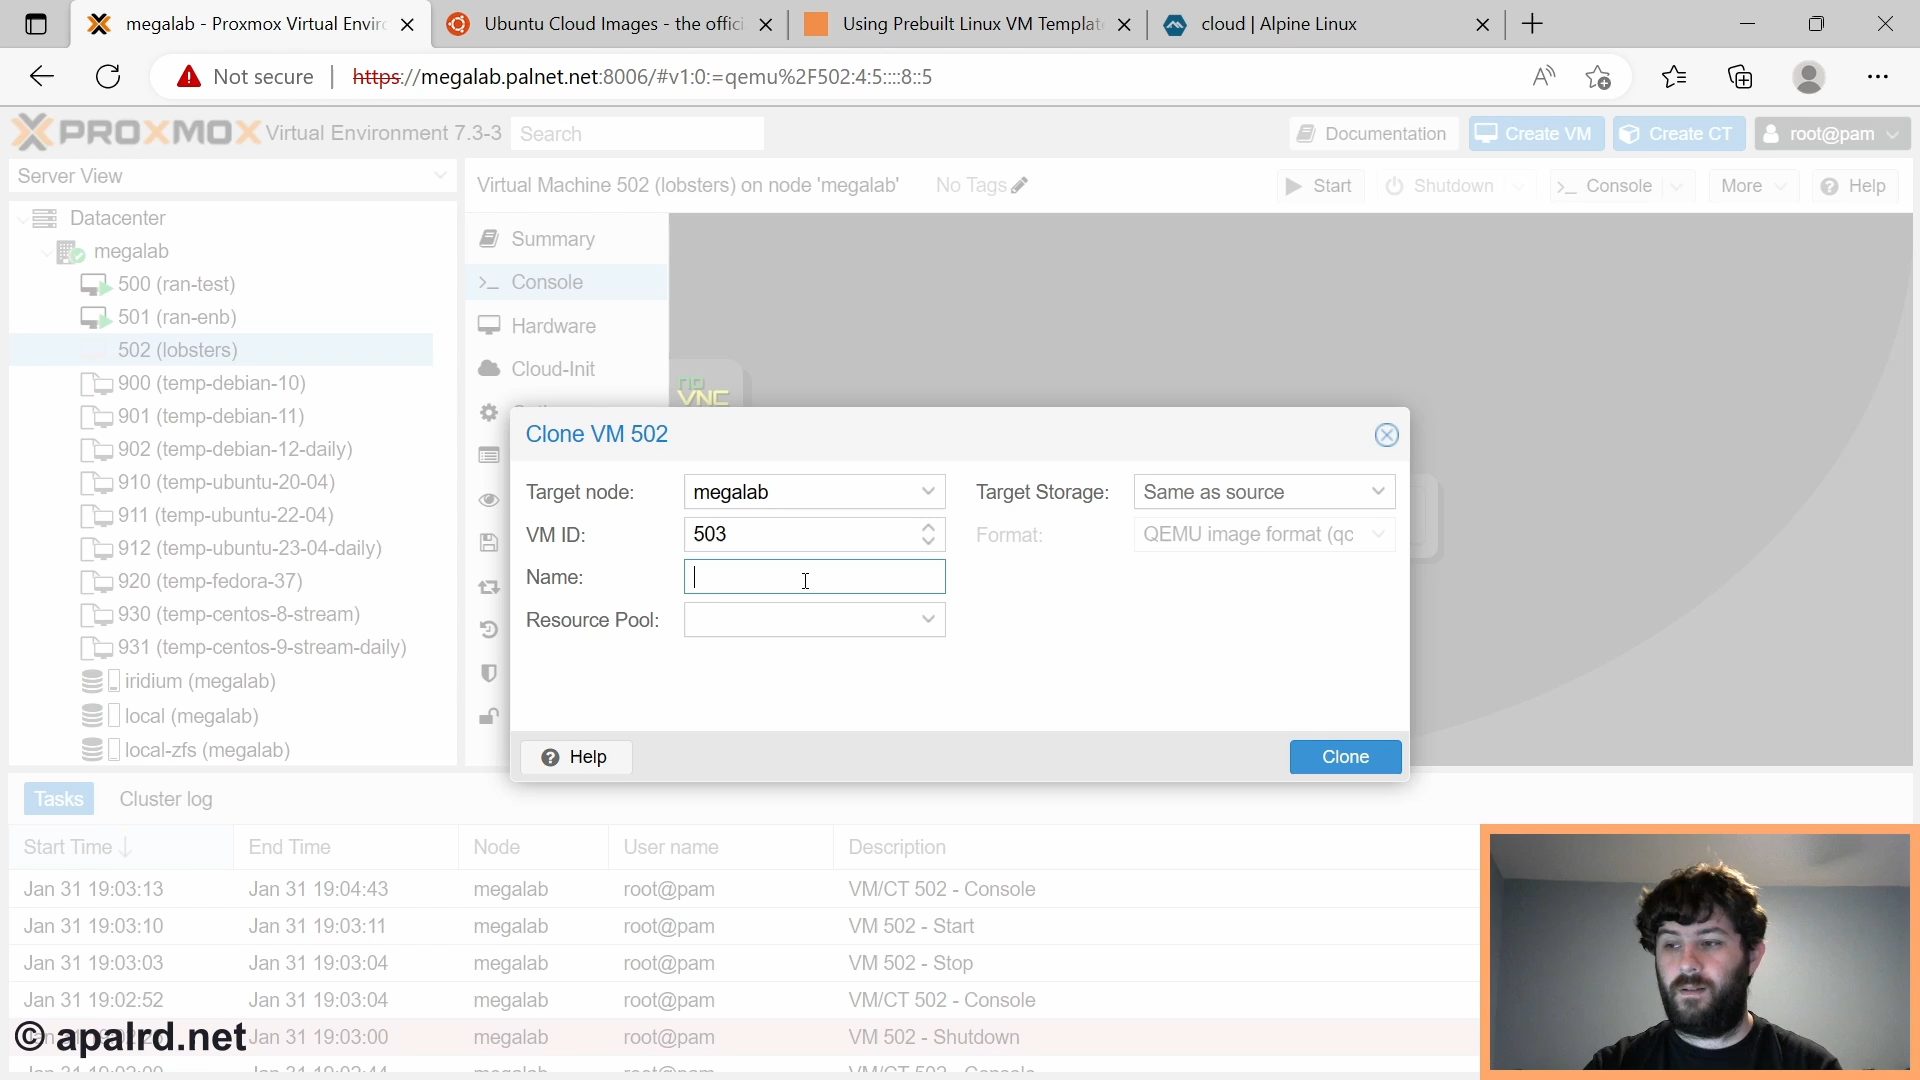 megalab - Proxmox Virtual Envir
Ubuntu Cloud Images - the offici
Using Prebuilt Linux VM Templat
cloud | Alpine Linux
Not secure
https://megalab.palnet.net:8006/#v1:0:=qemu%2F502:4:5::::8::5
PROXMOX Virtual Environment 7.3-3
Search
Documentation
Create VM
Create CT
root@pam
Server View
Virtual Machine 502 (lobsters) on node 'megalab'
No Tags
Start
Shutdown
Console
More
Help
Datacenter
megalab
500 (ran-test)
501 (ran-enb)
502 (lobsters)
900 (temp-debian-10)
901 (temp-debian-11)
902 (temp-debian-12-daily)
910 (temp-ubuntu-20-04)
911 (temp-ubuntu-22-04)
912 (temp-ubuntu-23-04-daily)
920 (temp-fedora-37)
930 (temp-centos-8-stream)
931 (temp-centos-9-stream-daily)
iridium (megalab)
local (megalab)
local-zfs (megalab)
Summary
Console
Hardware
Cloud-Init
no
VNC
Clone VM 502
Target node: megalab
Target Storage: Same as source
VM ID: 503
Format: QEMU image format (qc
Name:
Resource Pool:
Help
Clone
Tasks
Cluster log
Start Time End Time Node User name Description
Jan 31 19:03:13 Jan 31 19:04:43 megalab root@pam VM/CT 502 - Console
Jan 31 19:03:10 Jan 31 19:03:11 megalab root@pam VM 502 - Start
Jan 31 19:03:03 Jan 31 19:03:04 megalab root@pam VM 502 - Stop
Jan 31 19:02:52 Jan 31 19:03:04 megalab root@pam VM/CT 502 - Console
Jan 31 19:03:00 megalab root@pam VM 502 - Shutdown
© apalrd.net